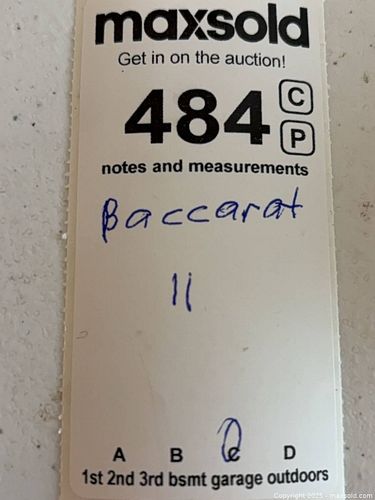 maxsold
Get in on the auction!
484 C P
notes and measurements
Baccarat
11
A B C D
1st 2nd 3rd bsmt garage outdoors
Copyright 2025 - maxsold.com